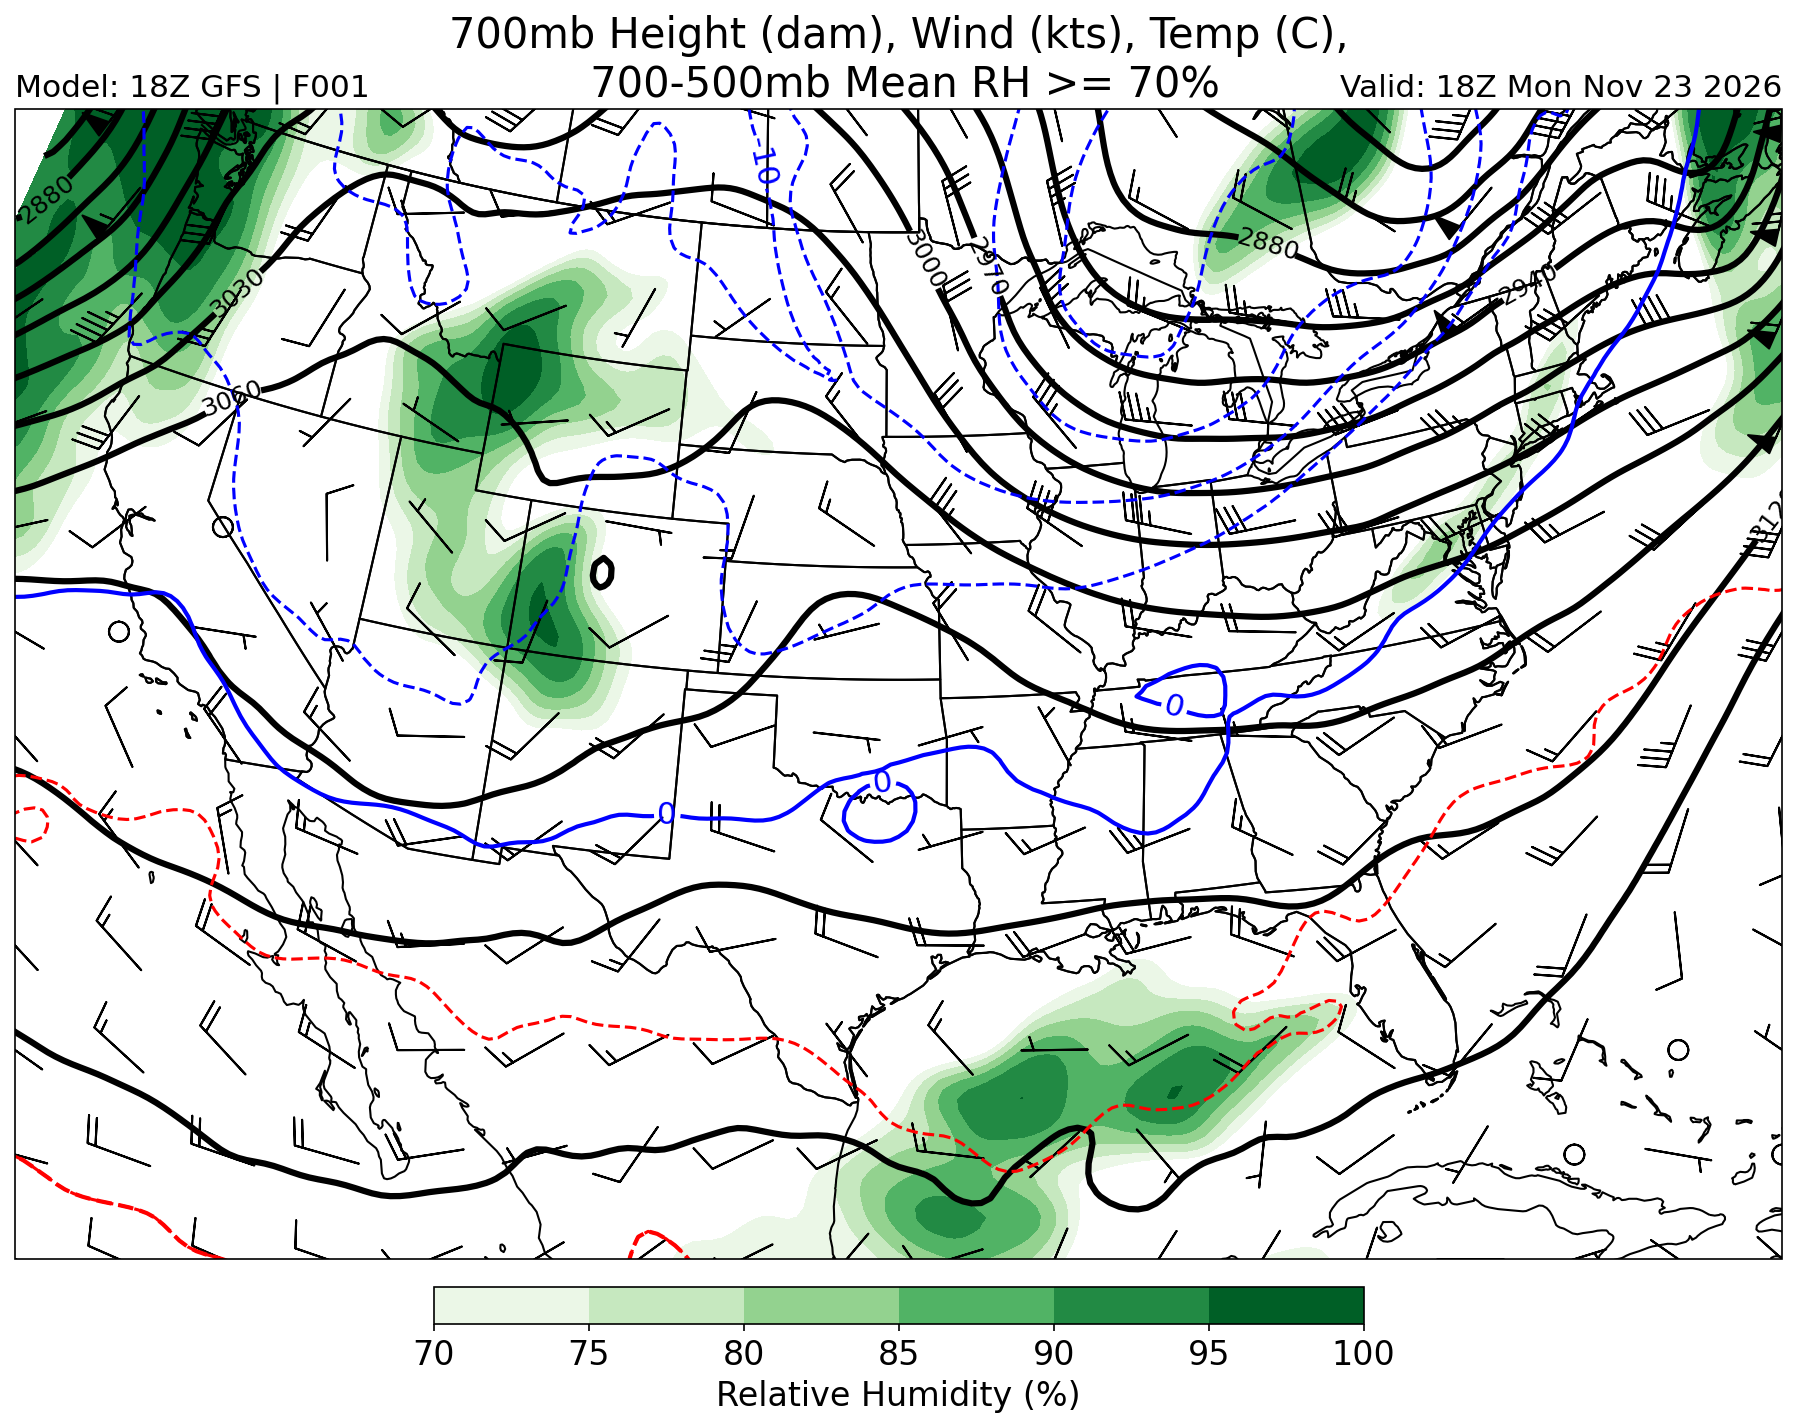 700mb Height (dam), Wind (kts), Temp (C),
700-500mb Mean RH >= 70%
Model: 18Z GFS | F001
Valid: 18Z Mon Nov 23 2026
2880
10
3000
2970
2880
2940
3030
3060
312
0
0
0
70 75 80 85 90 95 100
Relative Humidity (%)